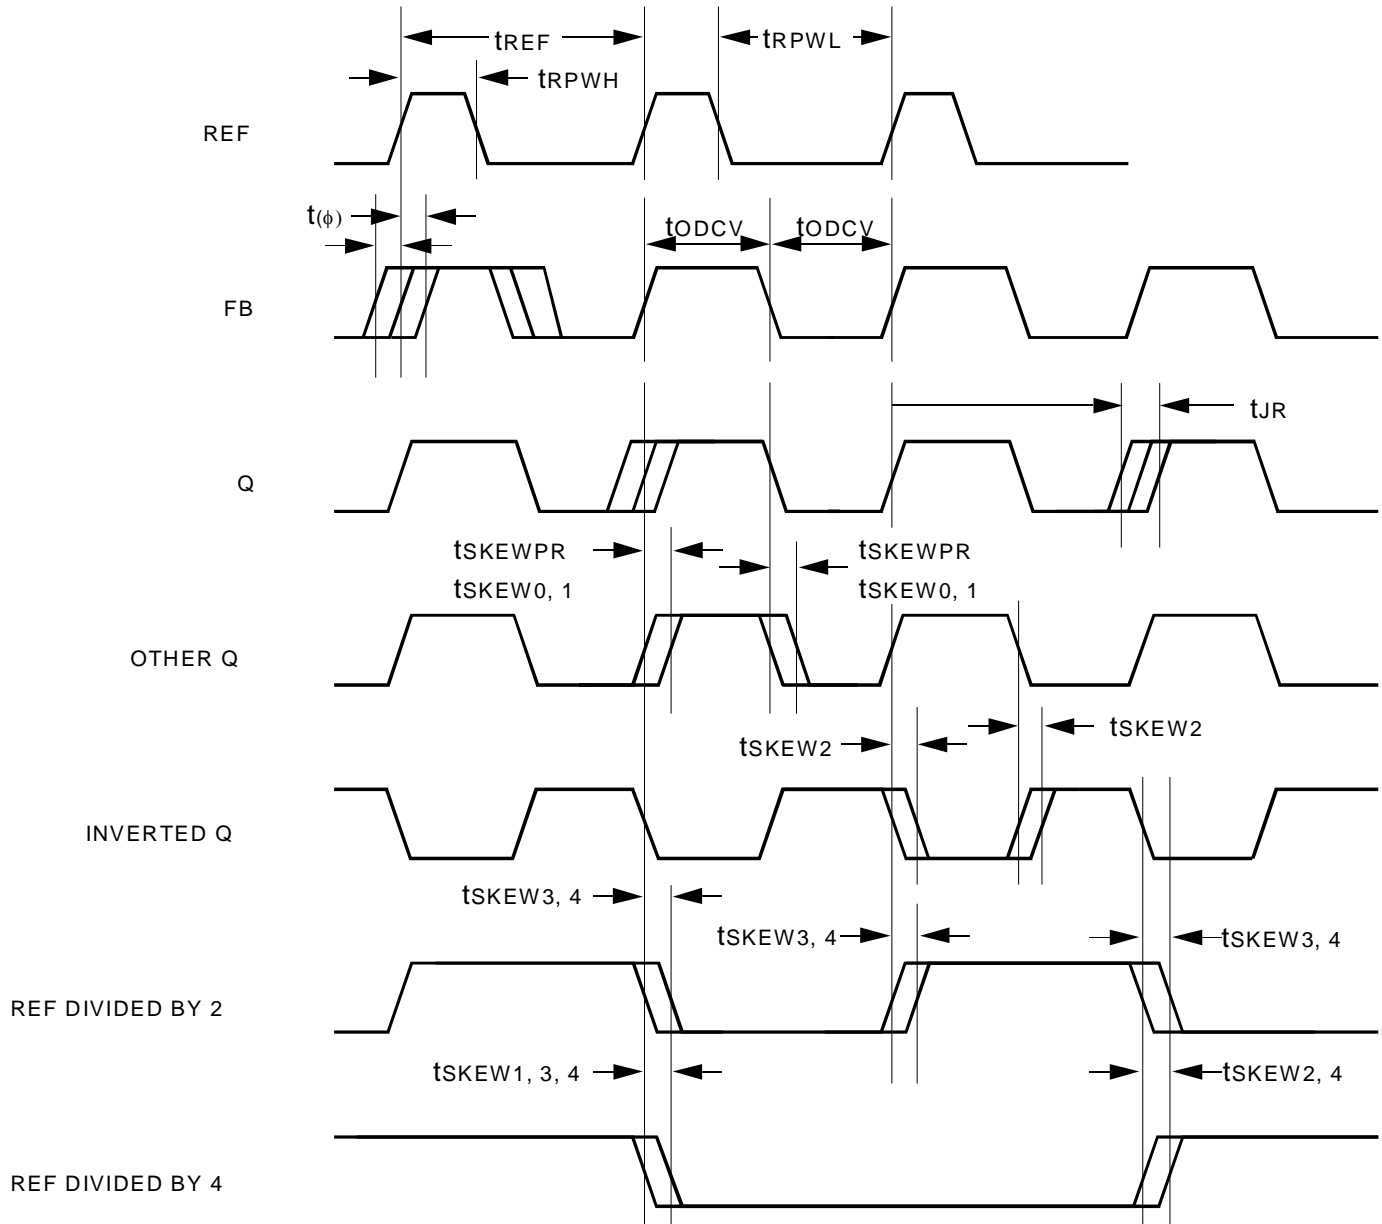 tREF
tRPWL
tRPWH
REF
t(ϕ)
tODCV
tODCV
FB
tJR
Q
tSKEWPR
tSKEW0, 1
tSKEWPR
tSKEW0, 1
OTHER Q
tSKEW2
tSKEW2
INVERTED Q
tSKEW3, 4
tSKEW3, 4
tSKEW3, 4
REF DIVIDED BY 2
tSKEW1, 3, 4
tSKEW2, 4
REF DIVIDED BY 4